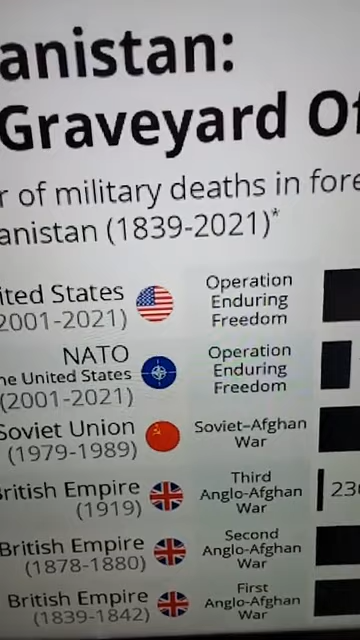 anistan:
Graveyard Of
r of military deaths in fore
anistan (1839-2021)*
ited States
2001-2021)
Operation
Enduring
Freedom
NATO
he United States
(2001-2021)
Operation
Enduring
Freedom
Soviet Union
(1979-1989)
Soviet–Afghan
War
British Empire
(1919)
Third
Anglo-Afghan
War
23
British Empire
(1878-1880)
Second
Anglo-Afghan
War
British Empire
(1839-1842)
First
Anglo-Afghan
War